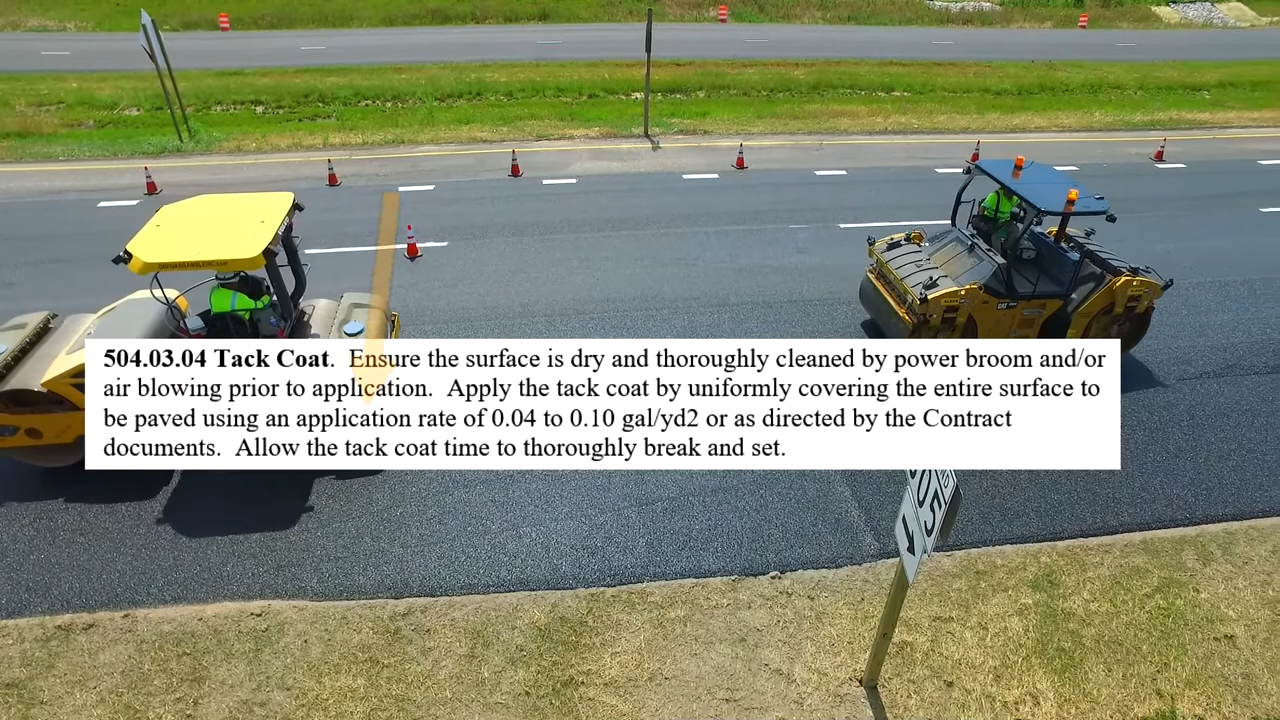 504.03.04 Tack Coat. Ensure the surface is dry and thoroughly cleaned by power broom and/or
air blowing prior to application. Apply the tack coat by uniformly covering the entire surface to
be paved using an application rate of 0.04 to 0.10 gal/yd2 or as directed by the Contract
documents. Allow the tack coat time to thoroughly break and set.
CAT